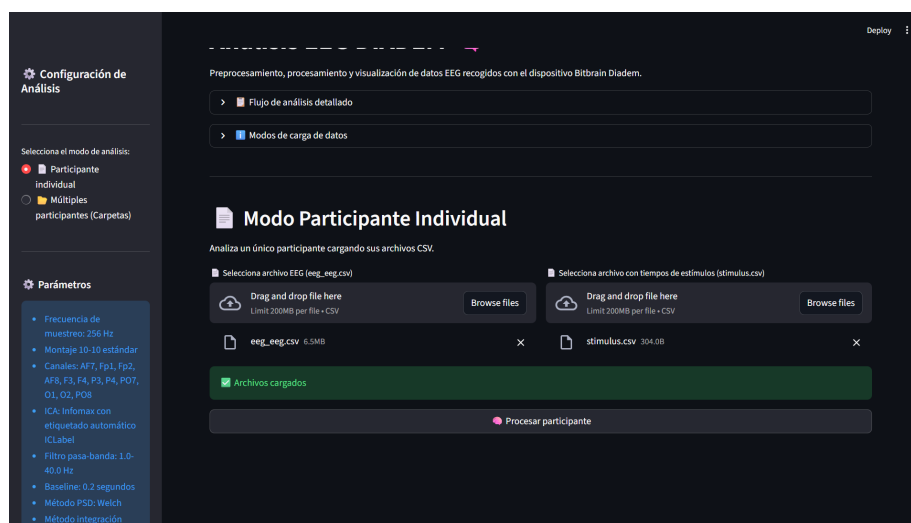 Deploy
⚙ Configuración de
Análisis
Selecciona el modo de análisis:
Participante
individual
Múltiples
participantes (Carpetas)
⚙ Parámetros
• Frecuencia de
muestreo: 256 Hz
• Montaje 10-10 estándar
• Canales: AF7, Fp1, Fp2,
AF8, F3, F4, P3, P4, PO7,
O1, O2, PO8
• ICA: Infomax con
etiquetado automático
ICLabel
• Filtro pasa-banda: 1.0-
40.0 Hz
• Baseline: 0.2 segundos
• Método PSD: Welch
• Método integración
Preprocesamiento, procesamiento y visualización de datos EEG recogidos con el dispositivo Bitbrain Diadem.
Flujo de análisis detallado
Modos de carga de datos
Modo Participante Individual
Analiza un único participante cargando sus archivos CSV.
Selecciona archivo EEG (eeg_eeg.csv)
Drag and drop file here
Limit 200MB per file • CSV
Browse files
eeg_eeg.csv 6.5MB
Selecciona archivo con tiempos de estímulos (stimulus.csv)
Drag and drop file here
Limit 200MB per file • CSV
Browse files
stimulus.csv 304.0B
Archivos cargados
Procesar participante